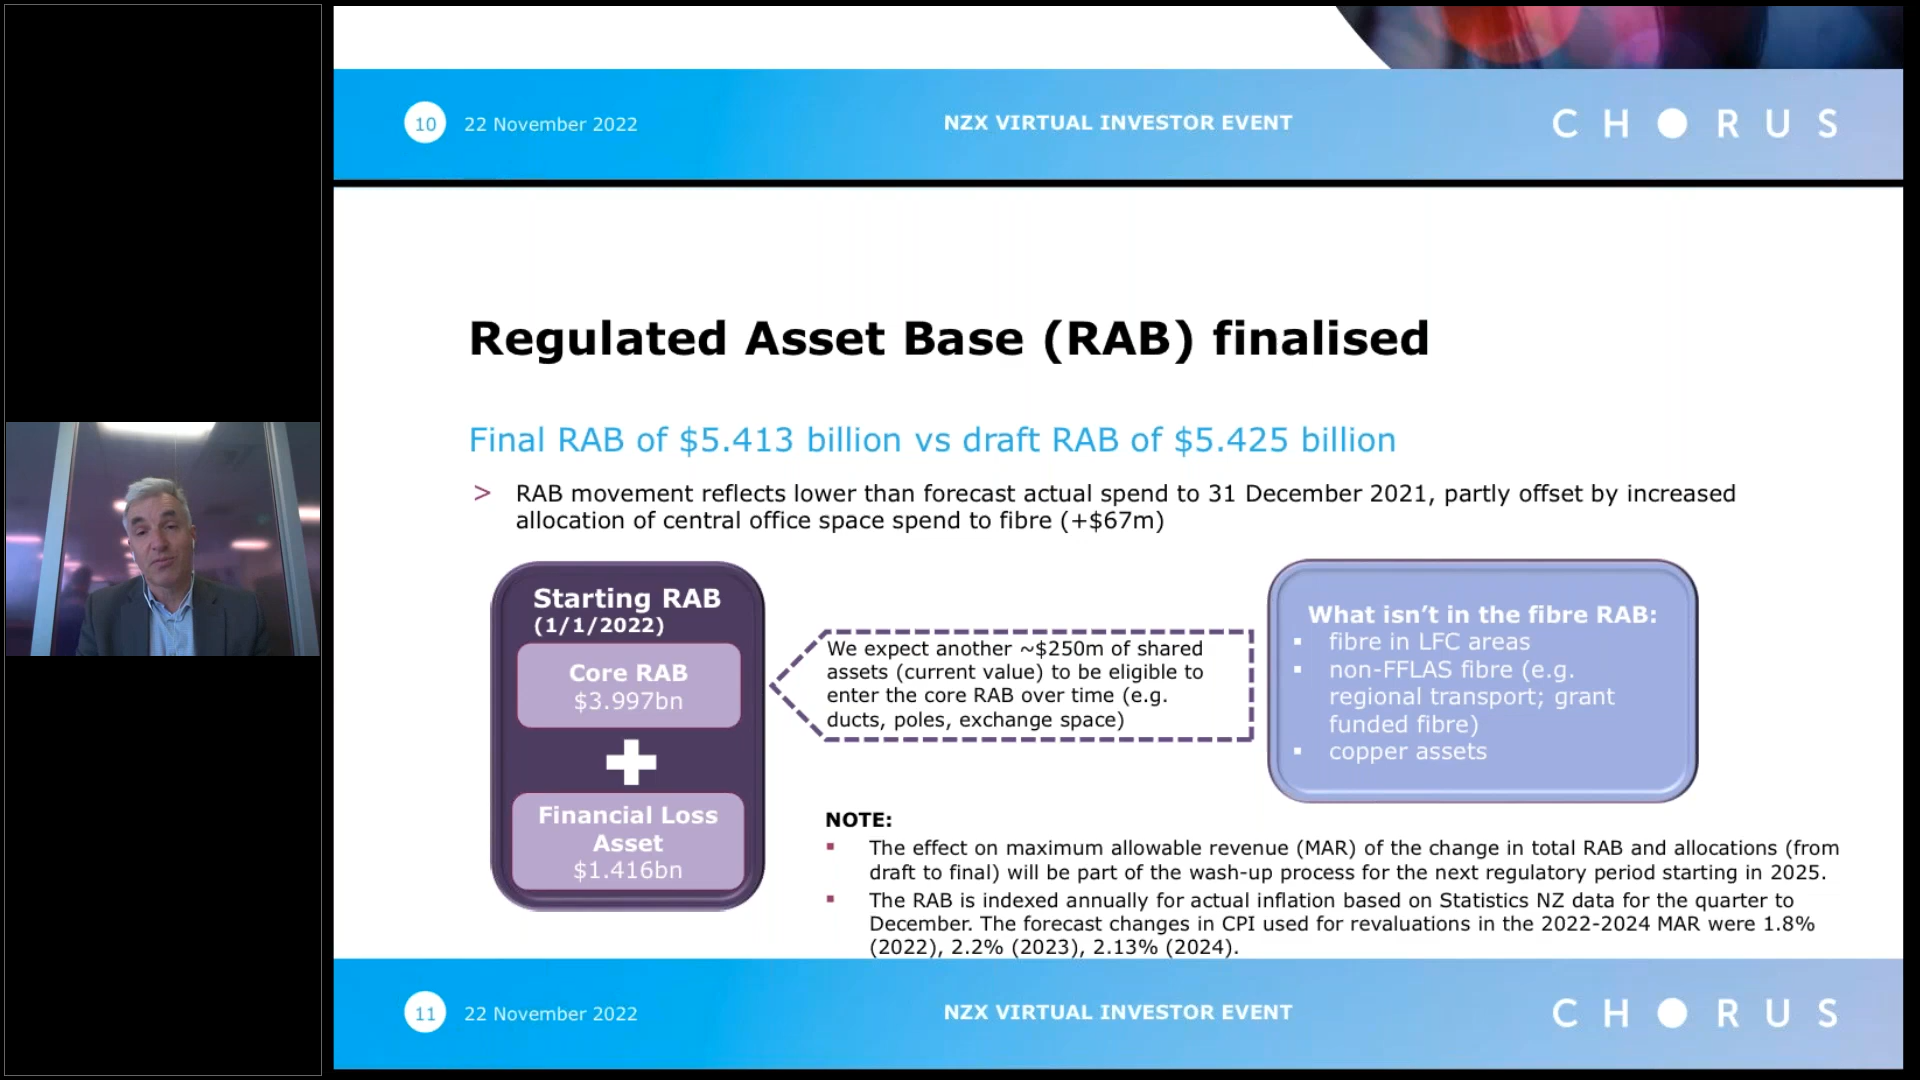 10 22 November 2022 NZX VIRTUAL INVESTOR EVENT CHORUS
Regulated Asset Base (RAB) finalised
Final RAB of $5.413 billion vs draft RAB of $5.425 billion
> RAB movement reflects lower than forecast actual spend to 31 December 2021, partly offset by increased
allocation of central office space spend to fibre (+$67m)
Starting RAB
(1/1/2022)
Core RAB
$3.997bn
Financial Loss
Asset
$1.416bn
We expect another ~$250m of shared
assets (current value) to be eligible to
enter the core RAB over time (e.g.
ducts, poles, exchange space)
What isn’t in the fibre RAB:
▪ fibre in LFC areas
▪ non-FFLAS fibre (e.g.
regional transport; grant
funded fibre)
▪ copper assets
NOTE:
▪ The effect on maximum allowable revenue (MAR) of the change in total RAB and allocations (from
draft to final) will be part of the wash-up process for the next regulatory period starting in 2025.
▪ The RAB is indexed annually for actual inflation based on Statistics NZ data for the quarter to
December. The forecast changes in CPI used for revaluations in the 2022-2024 MAR were 1.8%
(2022), 2.2% (2023), 2.13% (2024).
11 22 November 2022 NZX VIRTUAL INVESTOR EVENT CHORUS